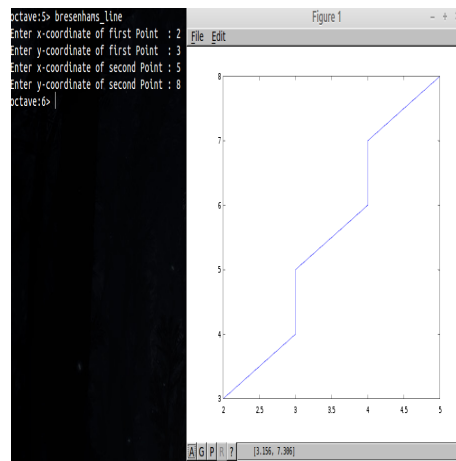 octave:5> bresenhams_line
Enter x-coordinate of first Point : 2
Enter y-coordinate of first Point : 3
Enter x-coordinate of second Point : 5
Enter y-coordinate of second Point : 8
octave:6>
Figure 1
File Edit
8
7
6
5
4
3
2 2.5 3 3.5 4 4.5 5
A G P R ? [3.156, 7.386]